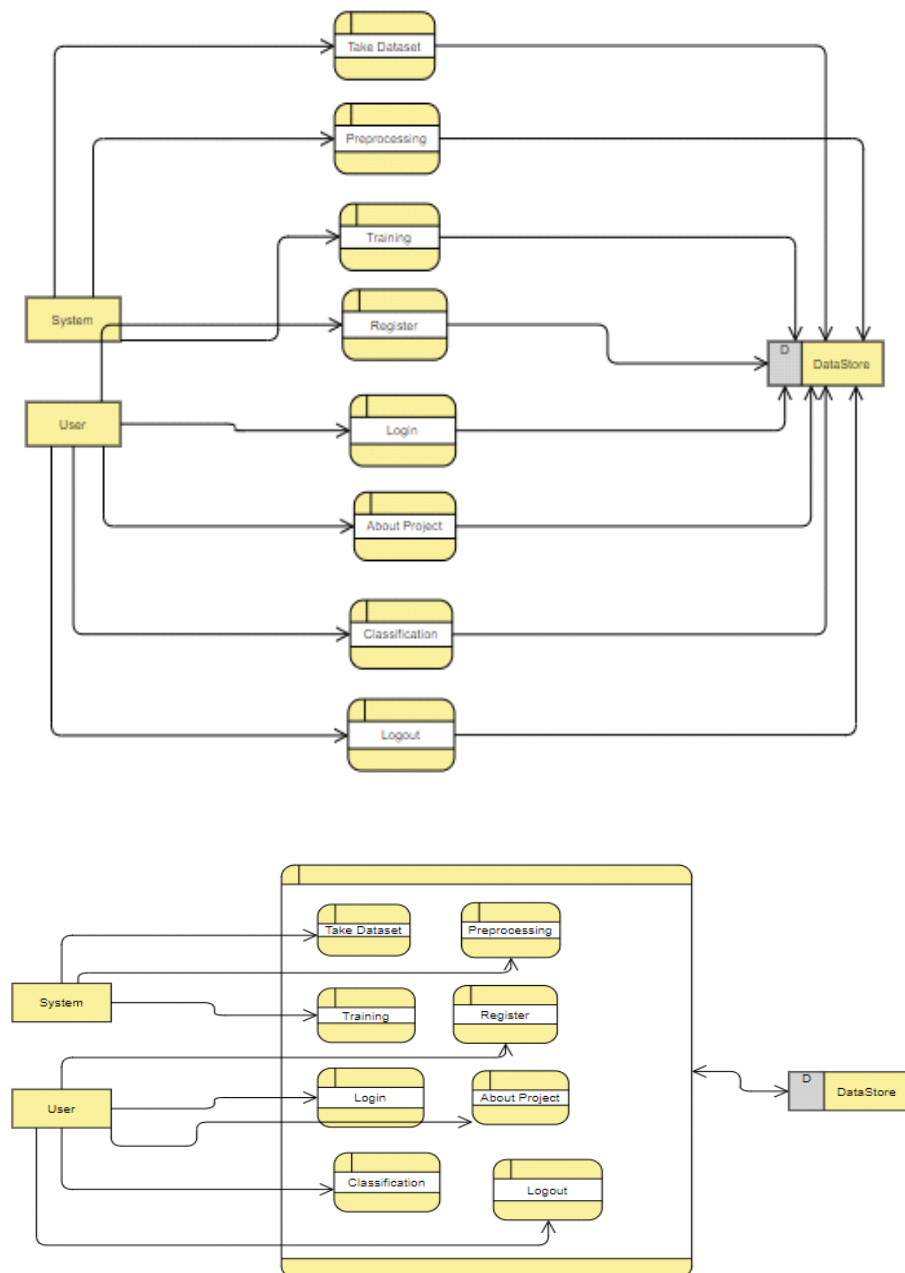 Take Dataset
Preprocessing
Training
System
Register
D
DataStore
User
Login
About Project
Classification
Logout
Take Dataset
Preprocessing
System
Training
Register
D
DataStore
User
Login
About Project
Classification
Logout